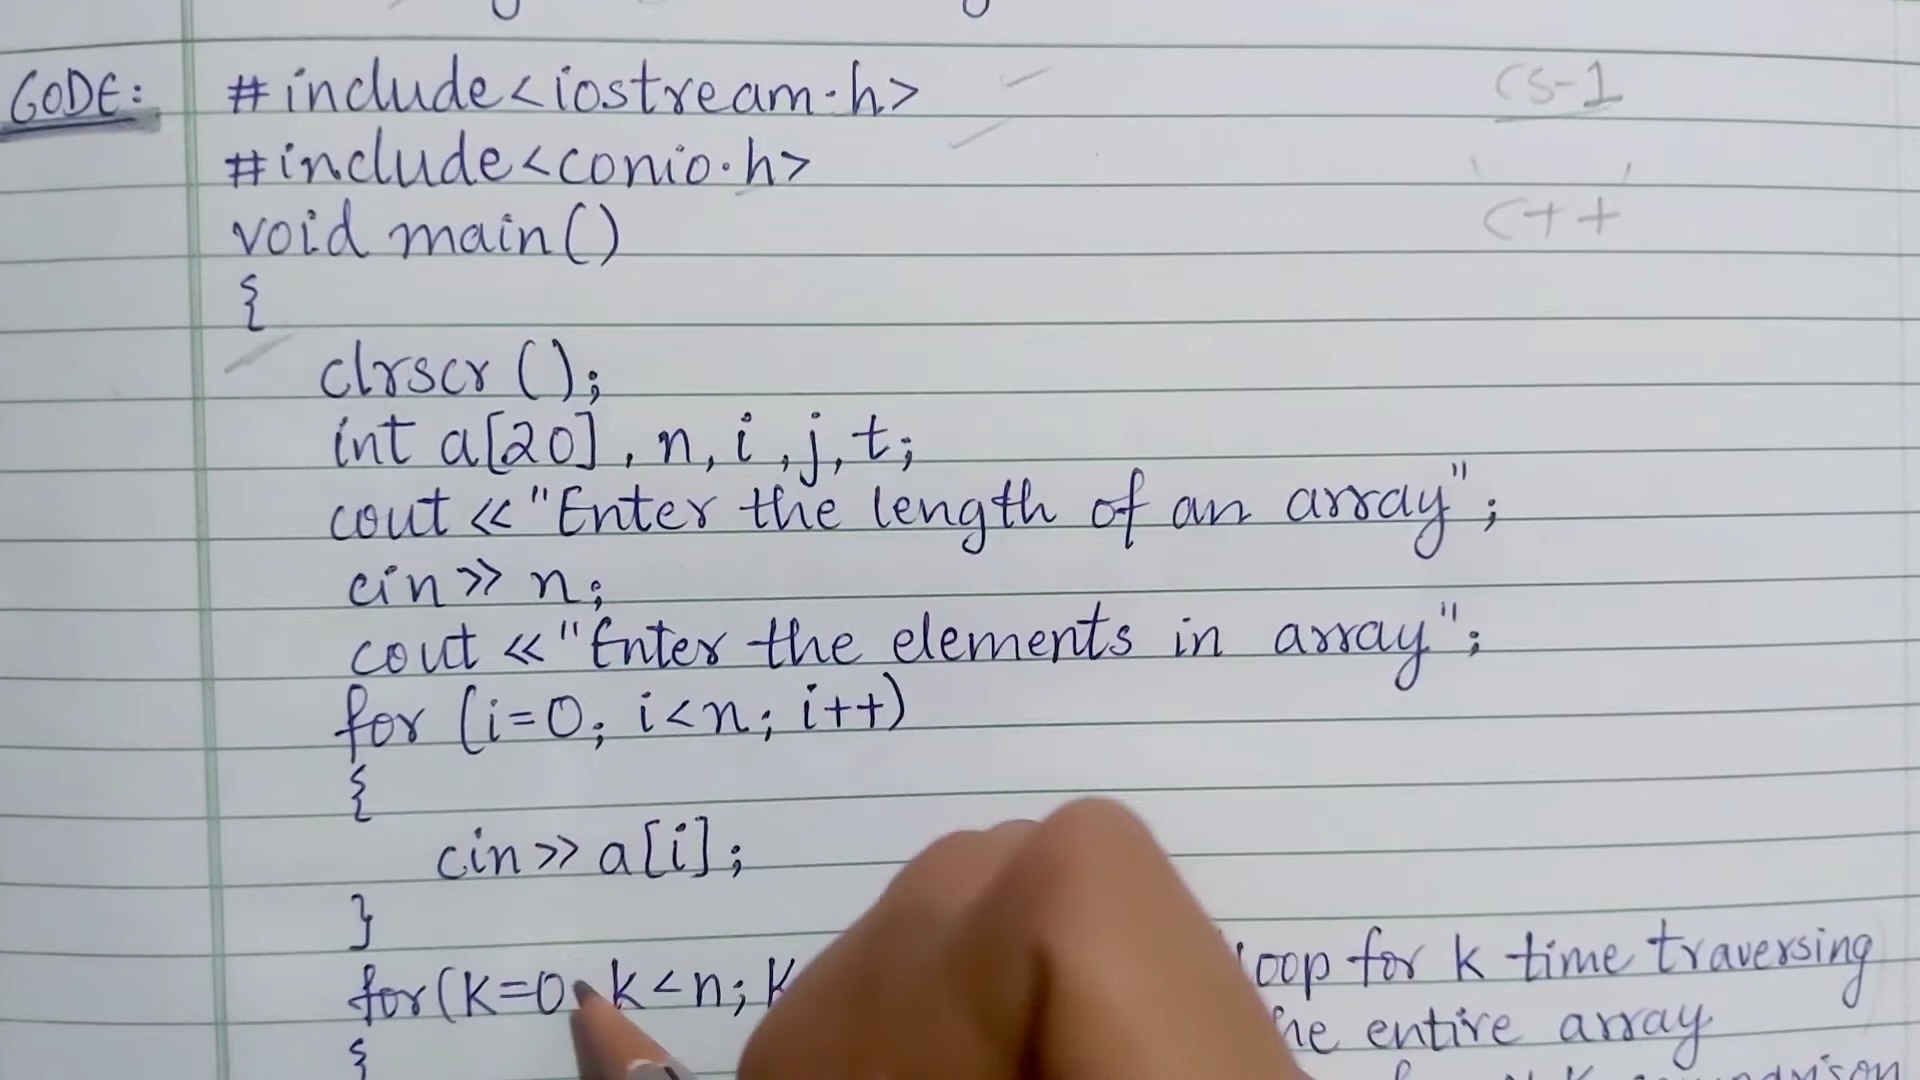 CODE: #include<iostream.h>
CS-1
#include<conio.h>
C++
void main()
{
clrscr();
int a[20], n, i, j, t;
cout<<"Enter the length of an array";
cin>> n;
cout <<"Enter the elements in array";
for (i=0; i<n; i++)
{
cin>> a[i];
}
for(K=0 k<n; K
loop for k time traversing
{
entire array